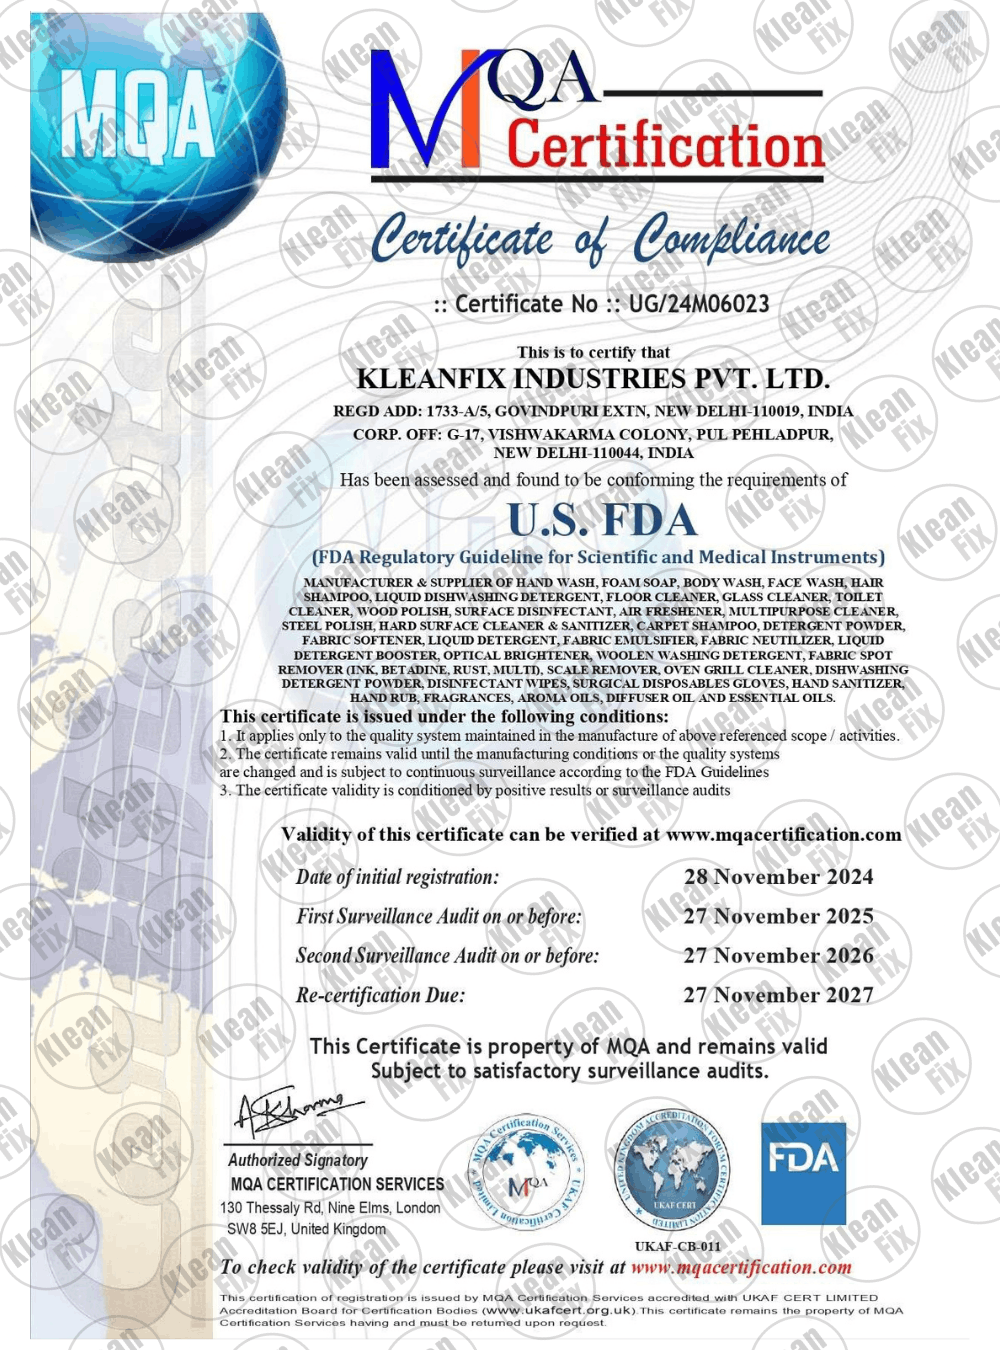 MQA
MQA
Certification
Certificate of Compliance
:: Certificate No :: UG/24M06023
This is to certify that
KLEANFIX INDUSTRIES PVT. LTD.
REGD ADD: 1733-A/5, GOVINDPURI EXTN, NEW DELHI-110019, INDIA
CORP. OFF: G-17, VISHWAKARMA COLONY, PUL PEHLADPUR,
NEW DELHI-110044, INDIA
Has been assessed and found to be conforming the requirements of
U.S. FDA
(FDA Regulatory Guideline for Scientific and Medical Instruments)
MANUFACTURER & SUPPLIER OF HAND WASH, FOAM SOAP, BODY WASH, FACE WASH, HAIR
SHAMPOO, LIQUID DISHWASHING DETERGENT, FLOOR CLEANER, GLASS CLEANER, TOILET
CLEANER, WOOD POLISH, SURFACE DISINFECTANT, AIR FRESHENER, MULTIPURPOSE CLEANER,
STEEL POLISH, HARD SURFACE CLEANER & SANITIZER, CARPET SHAMPOO, DETERGENT POWDER,
FABRIC SOFTENER, LIQUID DETERGENT, FABRIC EMULSIFIER, FABRIC NEUTILIZER, LIQUID
DETERGENT BOOSTER, OPTICAL BRIGHTENER, WOOLEN WASHING DETERGENT, FABRIC SPOT
REMOVER (INK, BETADINE, RUST, MULTI), SCALE REMOVER, OVEN GRILL CLEANER, DISHWASHING
DETERGENT POWDER, DISINFECTANT WIPES, SURGICAL DISPOSABLES GLOVES, HAND SANITIZER,
HAND RUB, FRAGRANCES, AROMA OILS, DIFFUSER OIL AND ESSENTIAL OILS.
This certificate is issued under the following conditions:
1. It applies only to the quality system maintained in the manufacture of above referenced scope / activities.
2. The certificate remains valid until the manufacturing conditions or the quality systems
are changed and is subject to continuous surveillance according to the FDA Guidelines
3. The certificate validity is conditioned by positive results or surveillance audits
Validity of this certificate can be verified at www.mqacertification.com
Date of initial registration: 28 November 2024
First Surveillance Audit on or before: 27 November 2025
Second Surveillance Audit on or before: 27 November 2026
Re-certification Due: 27 November 2027
This Certificate is property of MQA and remains valid
Subject to satisfactory surveillance audits.
Authorized Signatory
MQA CERTIFICATION SERVICES
130 Thessaly Rd, Nine Elms, London
SW8 5EJ, United Kingdom
MQA Certification Services * UKAF Certification Limited *
MQA
UNITED KINGDOM ACCREDITATION FORUM CERTIFICATION LIMITED
UKAF CERT
UKAF-CB-011
FDA
To check validity of the certificate please visit at www.mqacertification.com
This certification of registration is issued by MQA Certification Services accredited with UKAF CERT LIMITED
Accreditation Board for Certification Bodies (www.ukafcert.org.uk).This certificate remains the property of MQA
Certification Services having and must be returned upon request.
Klean
Fix